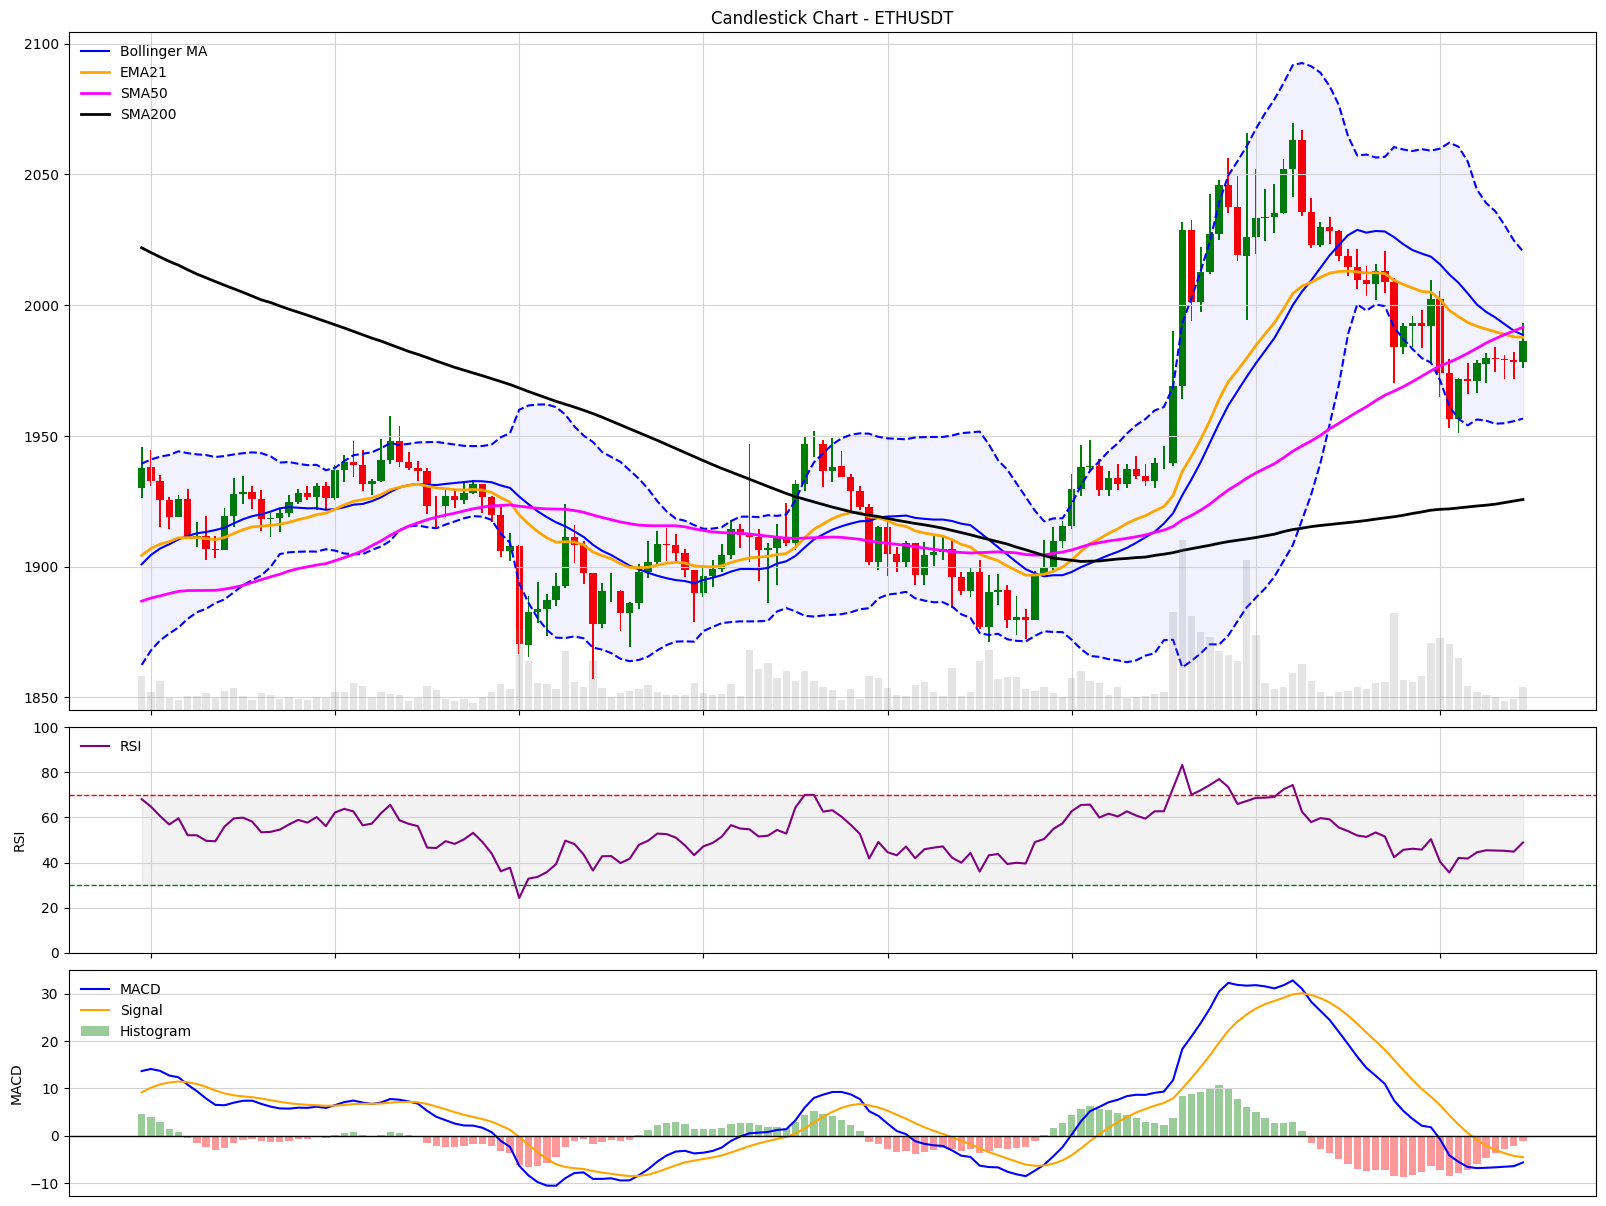 Candlestick Chart - ETHUSDT
2100
2050
2000
1950
1900
1850
Bollinger MA
EMA21
SMA50
SMA200
100
80
60
40
20
0
RSI
RSI
30
20
10
0
−10
MACD
MACD
Signal
Histogram